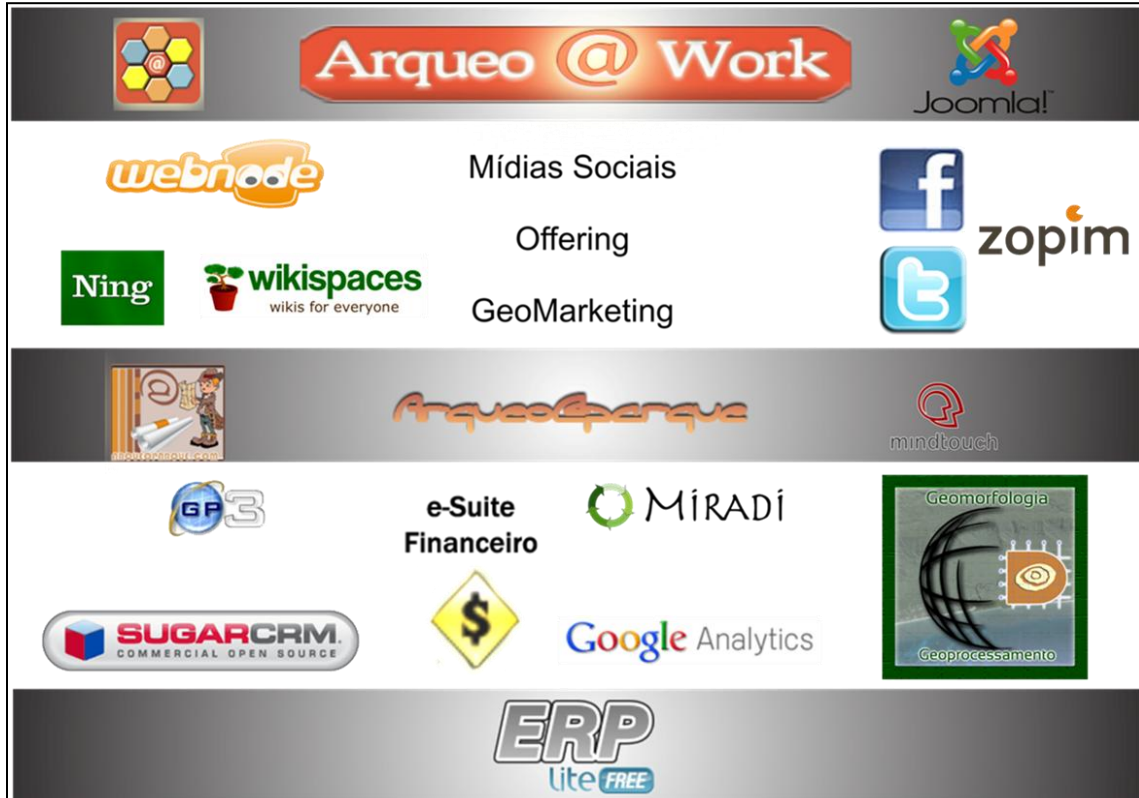 @
Arqueo @ Work
Joomla!™
webnode
Mídias Sociais
f
zopim
Offering
Ning
wikispaces
wikis for everyone
GeoMarketing
t
@
Arqueo@parque
mindtouch
GP3
e-Suite
Financeiro
MiRADi
Geomorfologia
$
SUGARCRM.
COMMERCIAL OPEN SOURCE
Google Analytics
Geoprocessamento
ERP
lite FREE